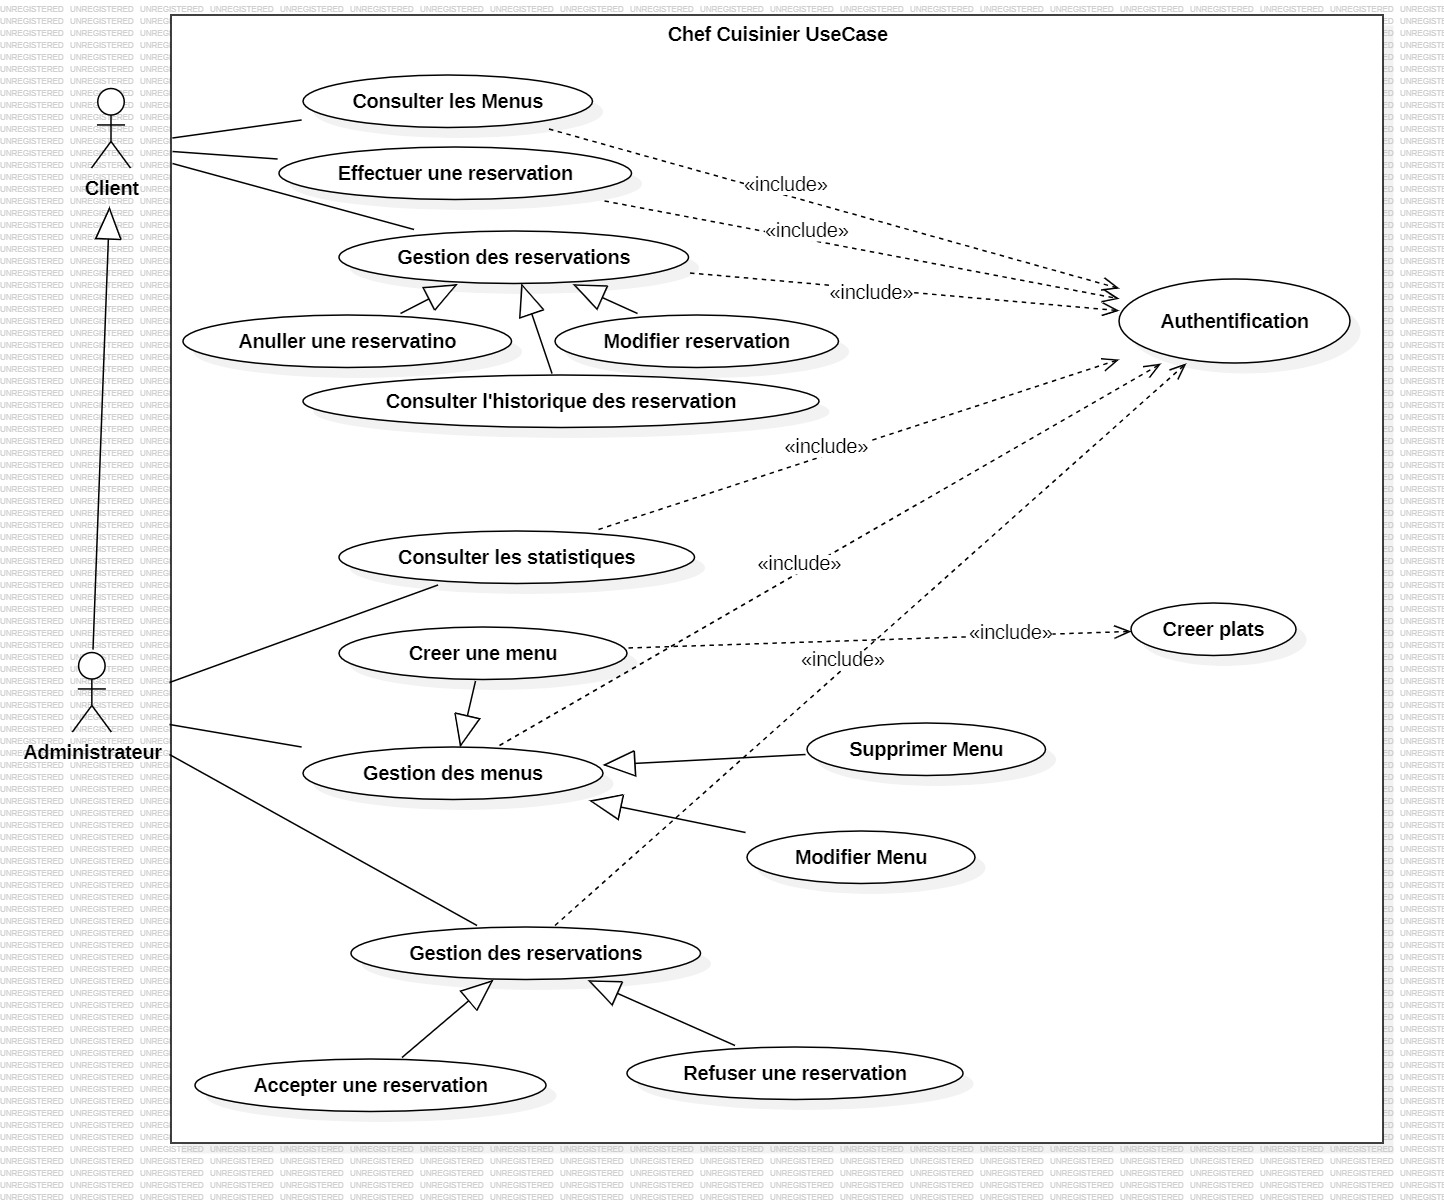 Chef Cuisinier UseCase
Consulter les Menus
Effectuer une reservation
«include»
Client
«include»
Gestion des reservations
«include»
Authentification
Anuller une reservatino
Modifier reservation
Consulter l'historique des reservation
«include»
Consulter les statistiques
«include»
Creer plats
«include»
Creer une menu
«include»
Administrateur
Supprimer Menu
Gestion des menus
Modifier Menu
Gestion des reservations
Refuser une reservation
Accepter une reservation
UNREGISTERED